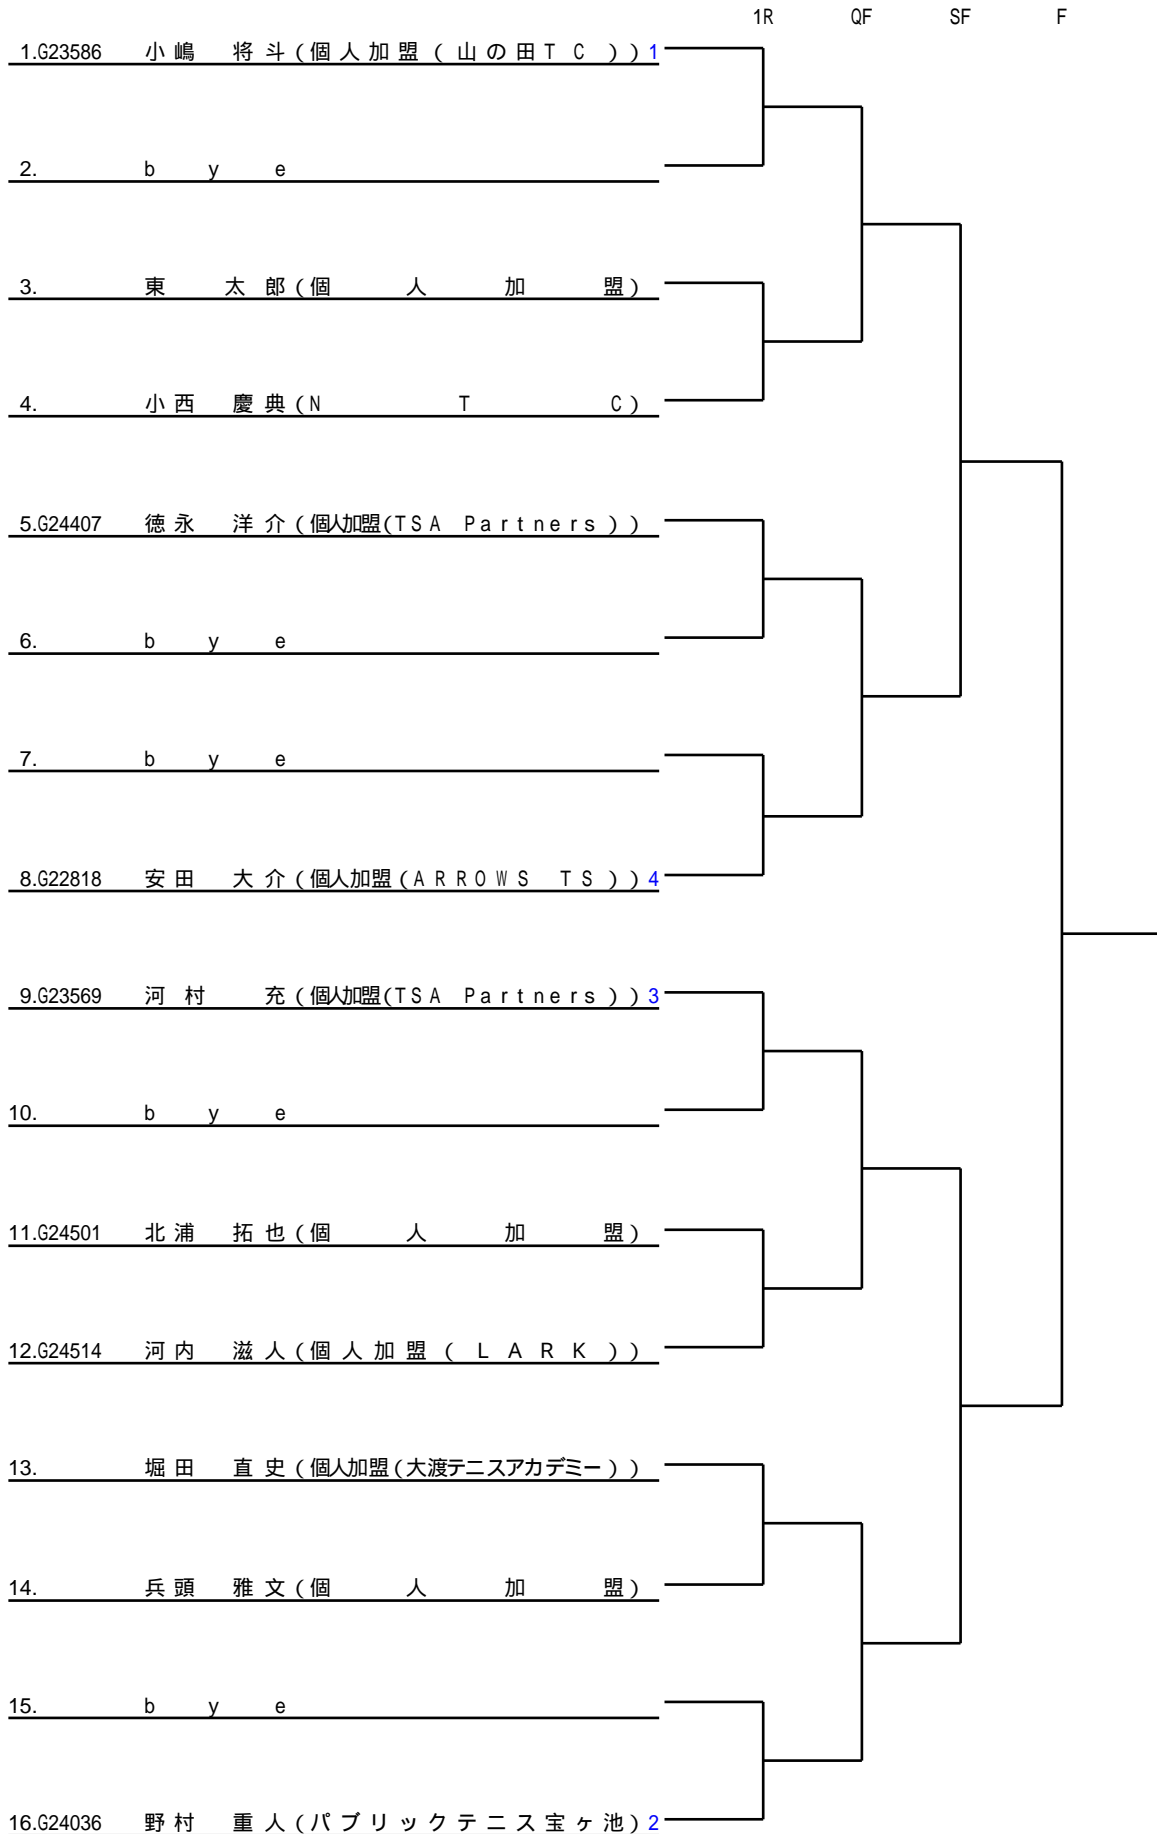 1R QF SF F
1.G23586 小嶋 将斗(個人加盟(山の田TC))1
2. bye
3. 東 太郎(個人加盟)
4. 小西 慶典(NTC)
5.G24407 徳永 洋介(個人加盟(TSA Partners))
6. bye
7. bye
8.G22818 安田 大介(個人加盟(ARROWS TS))4
9.G23569 河村 充(個人加盟(TSA Partners))3
10. bye
11.G24501 北浦 拓也(個人加盟)
12.G24514 河内 滋人(個人加盟(LARK))
13. 堀田 直史(個人加盟(大渡テニスアカデミー))
14. 兵頭 雅文(個人加盟)
15. bye
16.G24036 野村 重人(パブリックテニス宝ヶ池)2